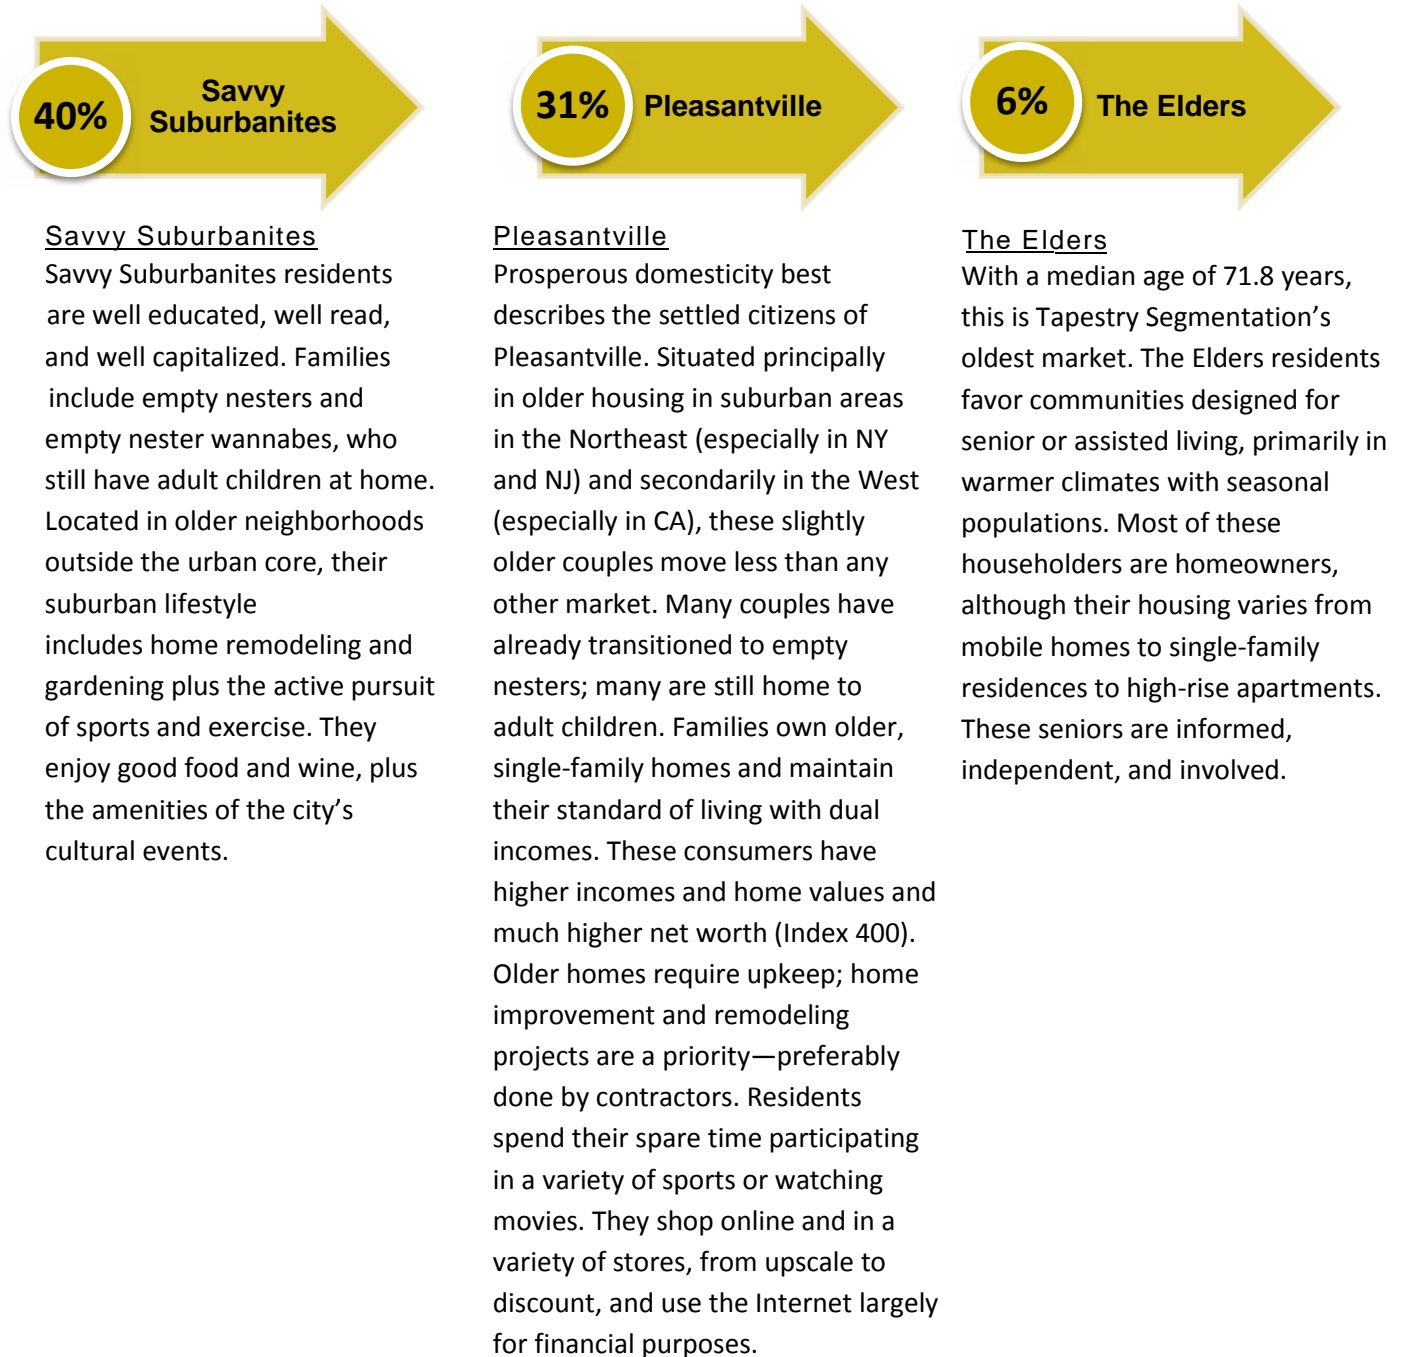 40%
Savvy
Suburbanites
31%
Pleasantville
6%
The Elders
Savvy Suburbanites
Savvy Suburbanites residents
are well educated, well read,
and well capitalized. Families
include empty nesters and
empty nester wannabes, who
still have adult children at home.
Located in older neighborhoods
outside the urban core, their
suburban lifestyle
includes home remodeling and
gardening plus the active pursuit
of sports and exercise. They
enjoy good food and wine, plus
the amenities of the city’s
cultural events.
Pleasantville
Prosperous domesticity best
describes the settled citizens of
Pleasantville. Situated principally
in older housing in suburban areas
in the Northeast (especially in NY
and NJ) and secondarily in the West
(especially in CA), these slightly
older couples move less than any
other market. Many couples have
already transitioned to empty
nesters; many are still home to
adult children. Families own older,
single-family homes and maintain
their standard of living with dual
incomes. These consumers have
higher incomes and home values and
much higher net worth (Index 400).
Older homes require upkeep; home
improvement and remodeling
projects are a priority—preferably
done by contractors. Residents
spend their spare time participating
in a variety of sports or watching
movies. They shop online and in a
variety of stores, from upscale to
discount, and use the Internet largely
for financial purposes.
The Elders
With a median age of 71.8 years,
this is Tapestry Segmentation’s
oldest market. The Elders residents
favor communities designed for
senior or assisted living, primarily in
warmer climates with seasonal
populations. Most of these
householders are homeowners,
although their housing varies from
mobile homes to single-family
residences to high-rise apartments.
These seniors are informed,
independent, and involved.